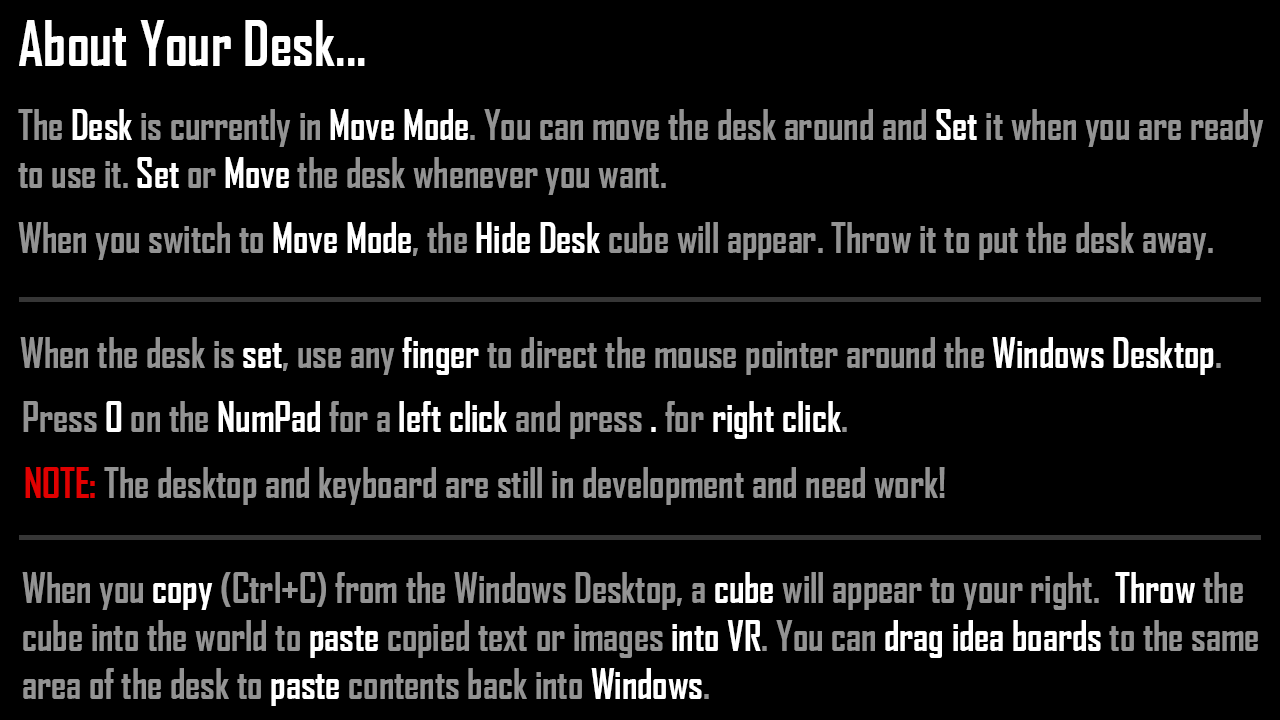 About Your Desk...
The Desk is currently in Move Mode. You can move the desk around and Set it when you are ready
to use it. Set or Move the desk whenever you want.
When you switch to Move Mode, the Hide Desk cube will appear. Throw it to put the desk away.
When the desk is set, use any finger to direct the mouse pointer around the Windows Desktop.
Press 0 on the NumPad for a left click and press . for right click.
NOTE: The desktop and keyboard are still in development and need work!
When you copy (Ctrl+C) from the Windows Desktop, a cube will appear to your right.  Throw the
cube into the world to paste copied text or images into VR. You can drag idea boards to the same
area of the desk to paste contents back into Windows.